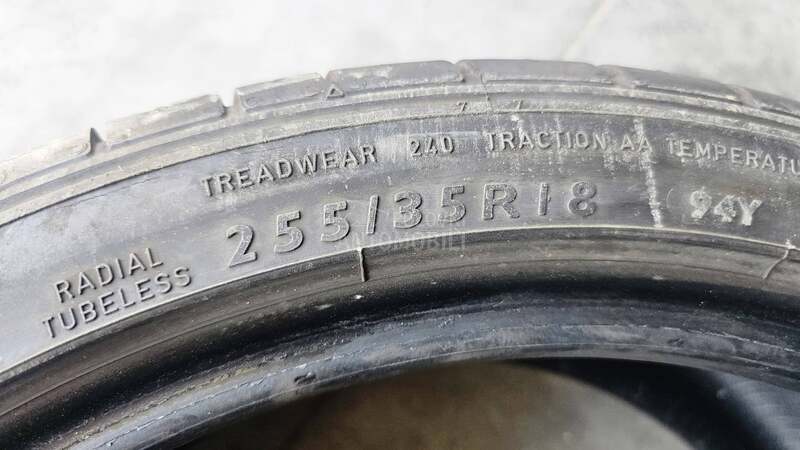 TREADWEAR 240 TRACTION AA TEMPERATU
255/35R18 94Y
RADIAL
TUBELESS